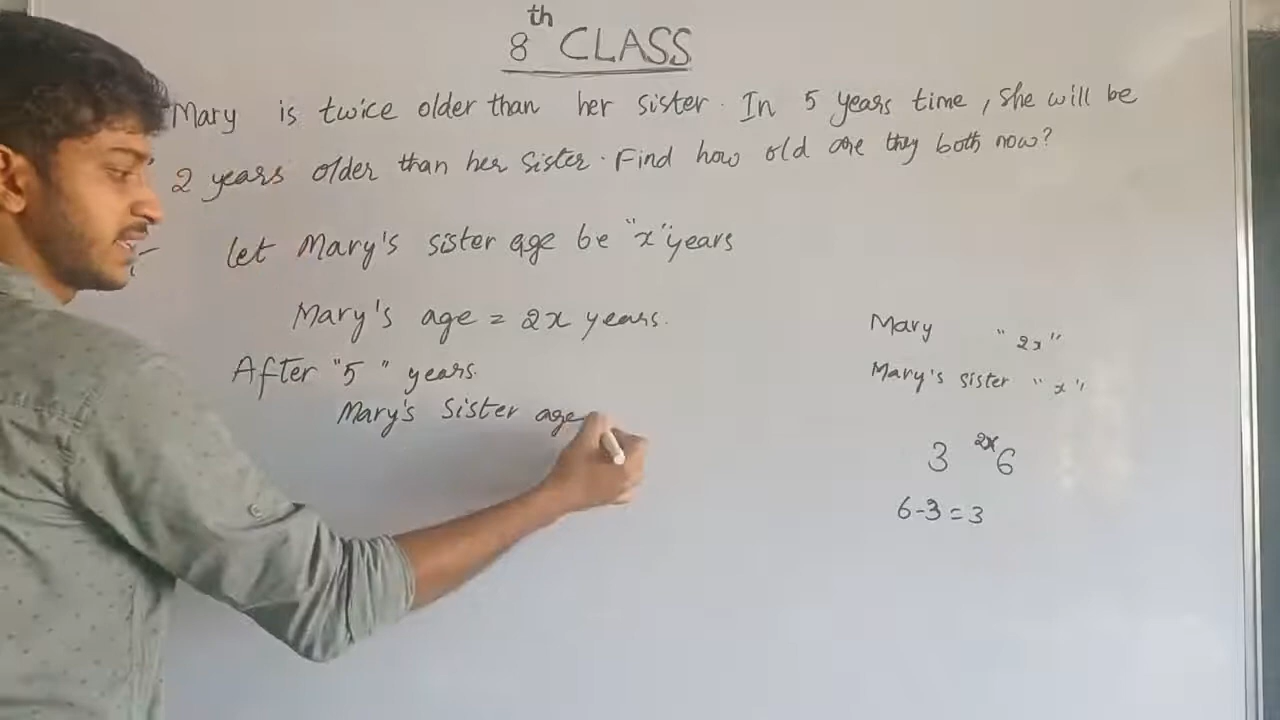 8th CLASS
Mary is twice older than her sister. In 5 years time, she will be
2 years older than her sister. Find how old are they both now?
let Mary's sister age be "x" years
Mary's age = 2x years.
After "5" years.
Mary's Sister age
Mary "2x"
Mary's sister "x"
3 2x 6
6-3=3